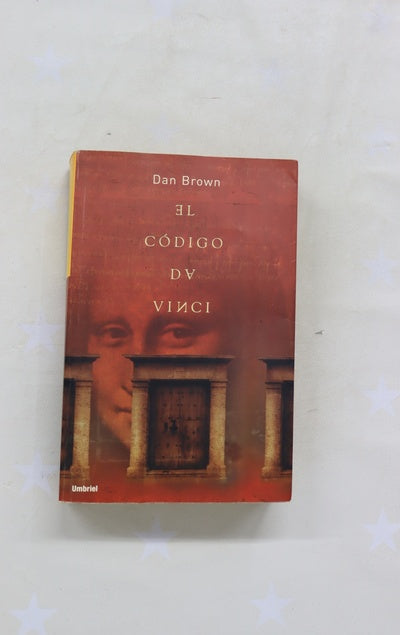 Dan Brown
EL
CÓDIGO
DA
VINCI
Umbriel